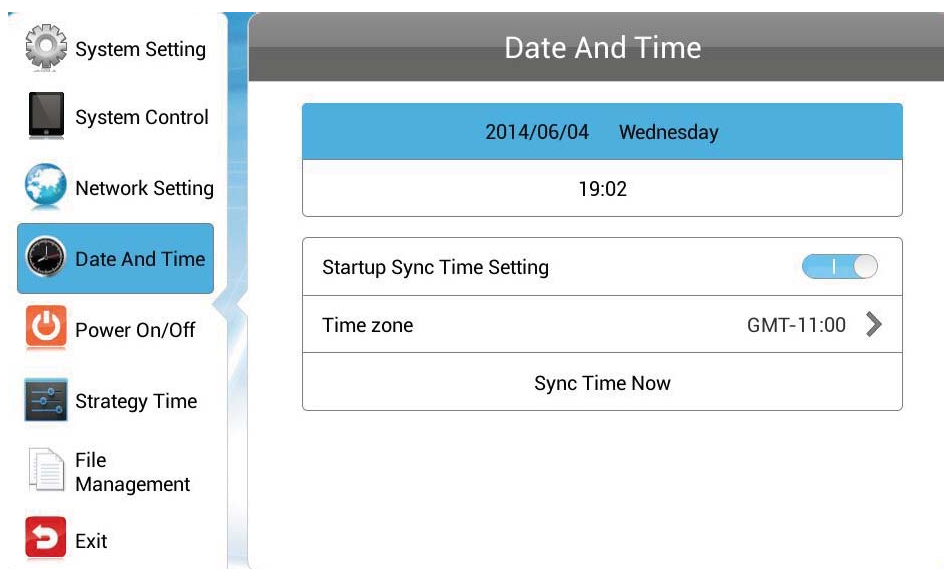 System Setting
System Control
Network Setting
Date And Time
Power On/Off
Strategy Time
File
Management
Exit
Date And Time
2014/06/04 Wednesday
19:02
Startup Sync Time Setting
Time zone GMT-11:00
Sync Time Now